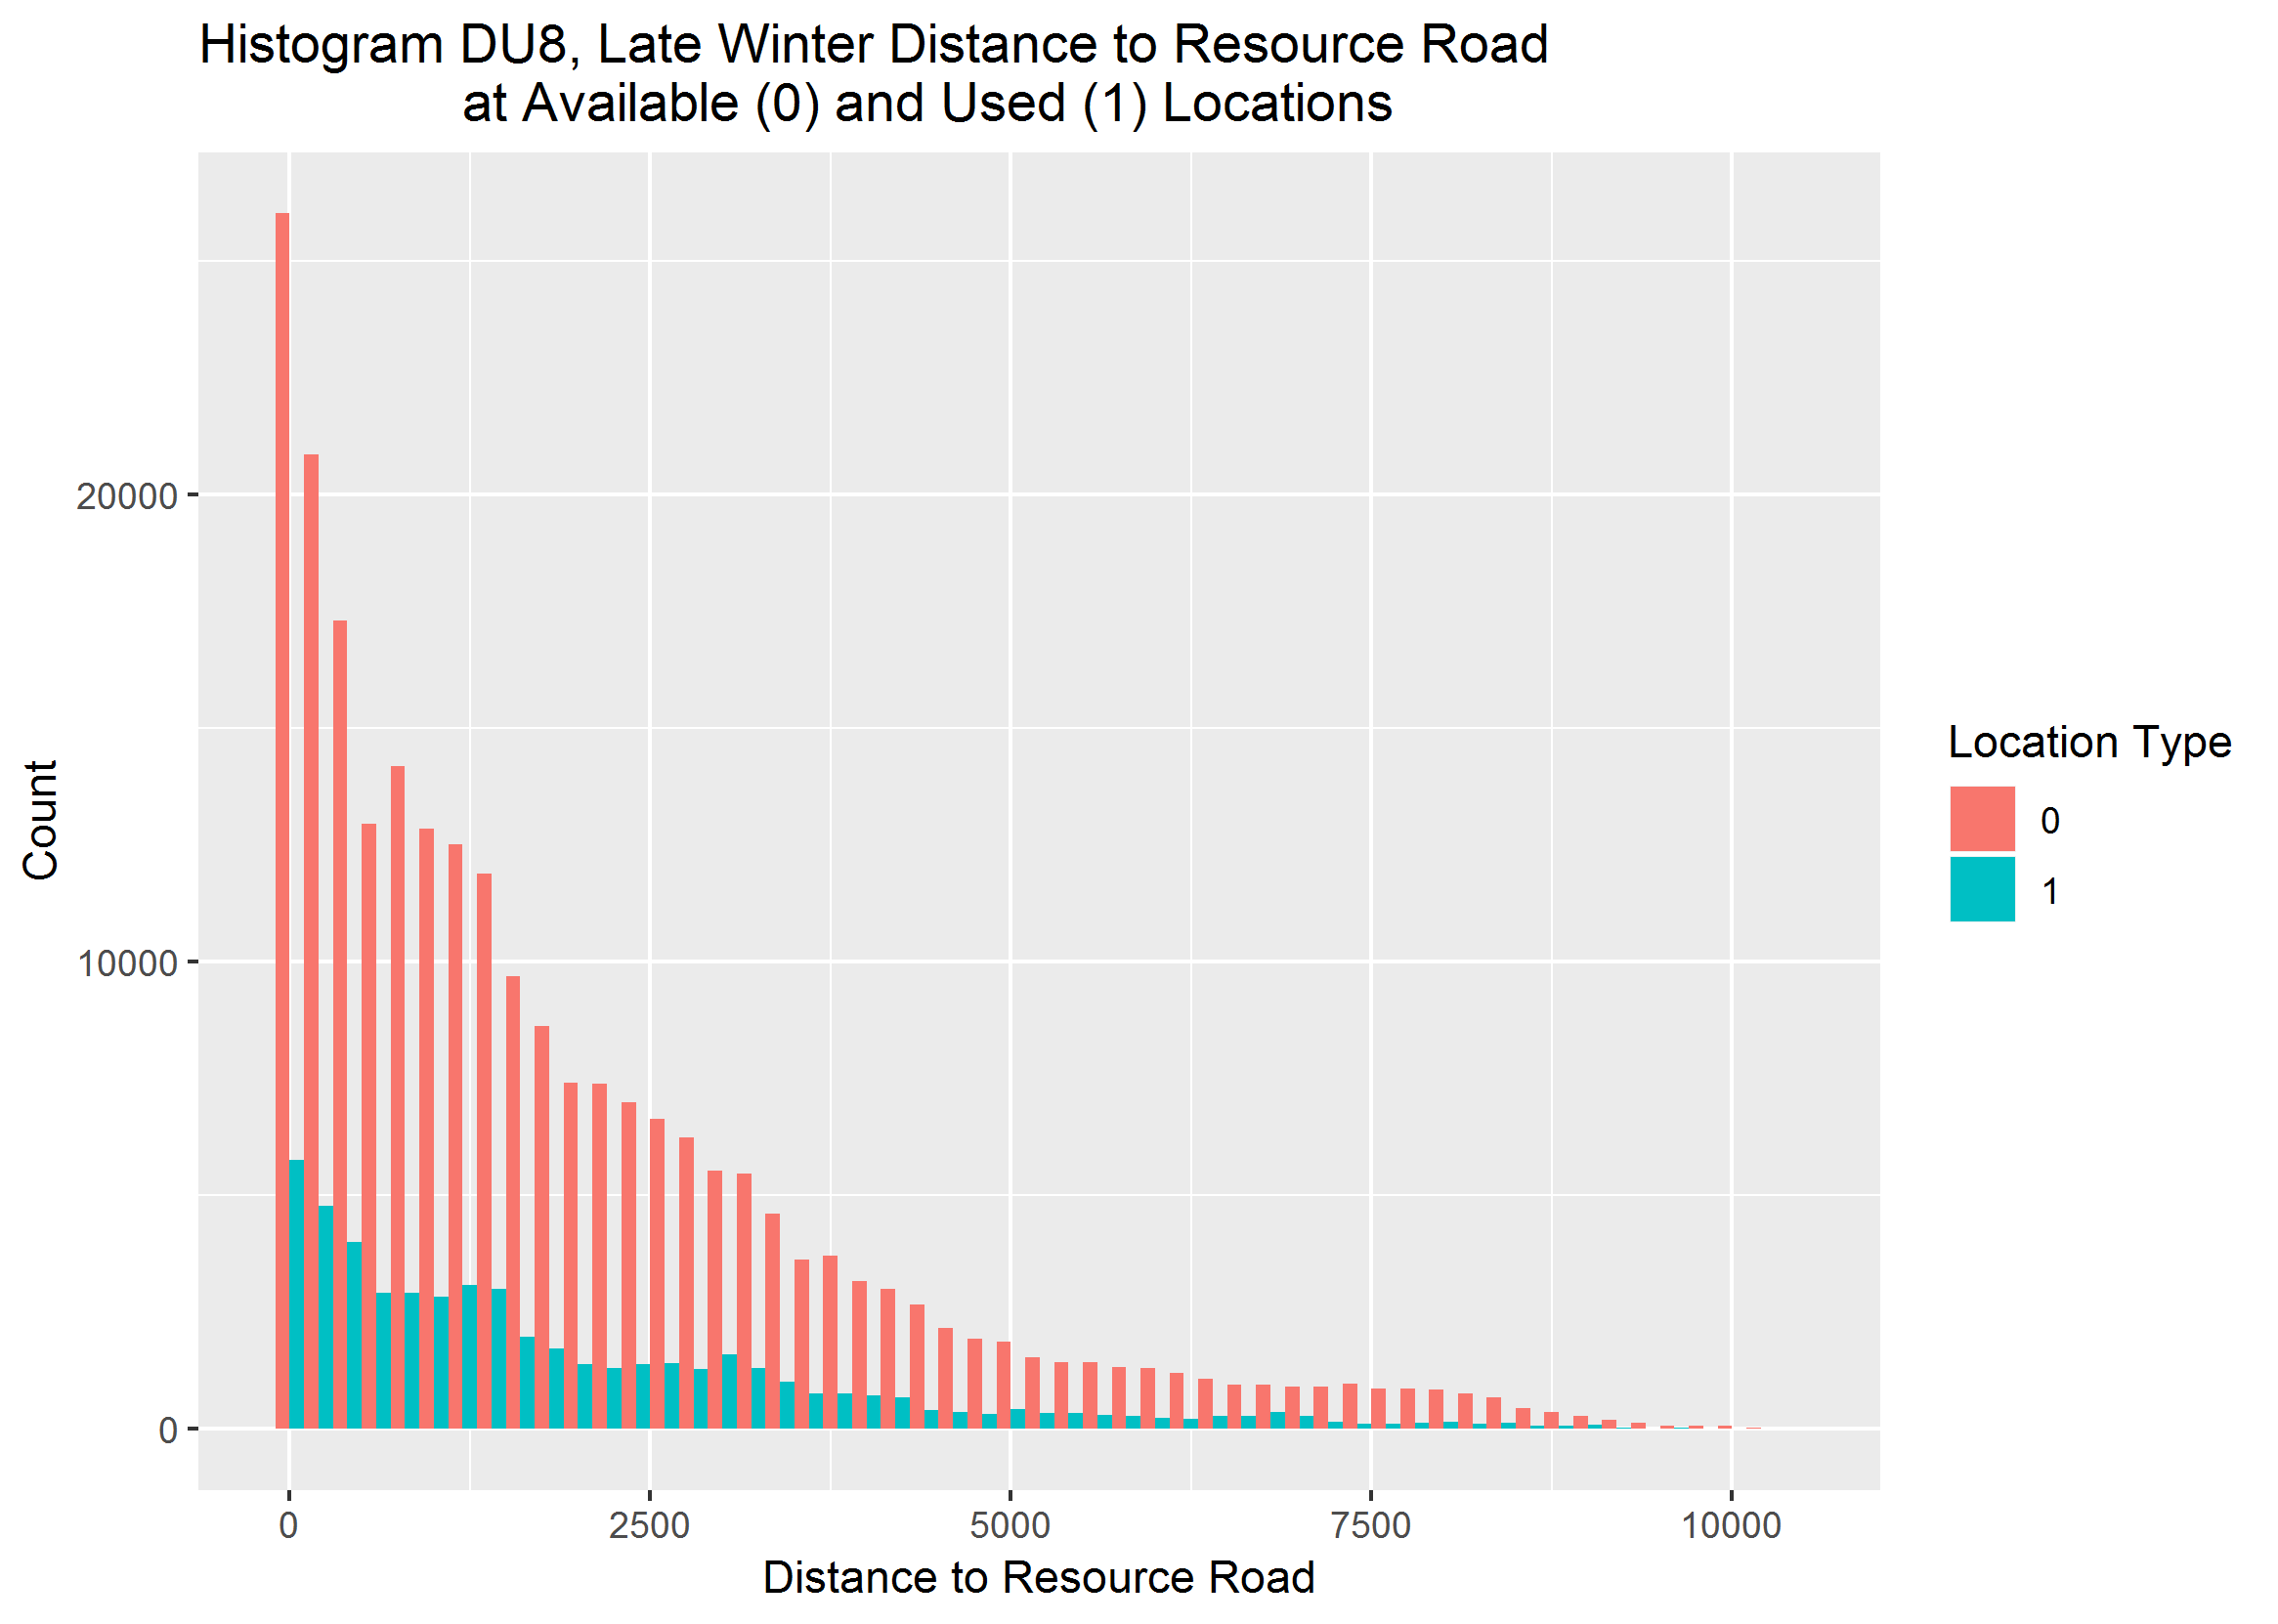 Histogram DU8, Late Winter Distance to Resource Road
at Available (0) and Used (1) Locations
Count
20000
10000
0
0
2500
5000
7500
10000
Distance to Resource Road
Location Type
0
1